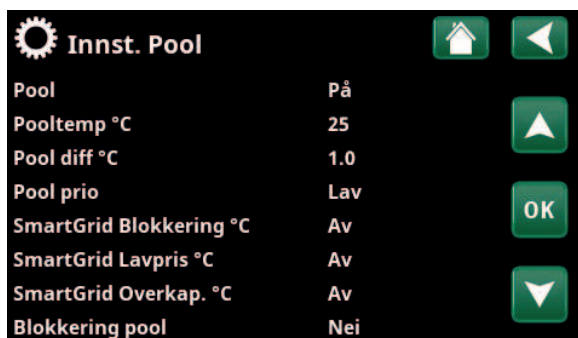 Innst. Pool
Pool På
Pooltemp °C 25
Pool diff °C 1.0
Pool prio Lav
SmartGrid Blokkering °C Av
OK
SmartGrid Lavpris °C Av
SmartGrid Overkap. °C Av
Blokkering pool Nei